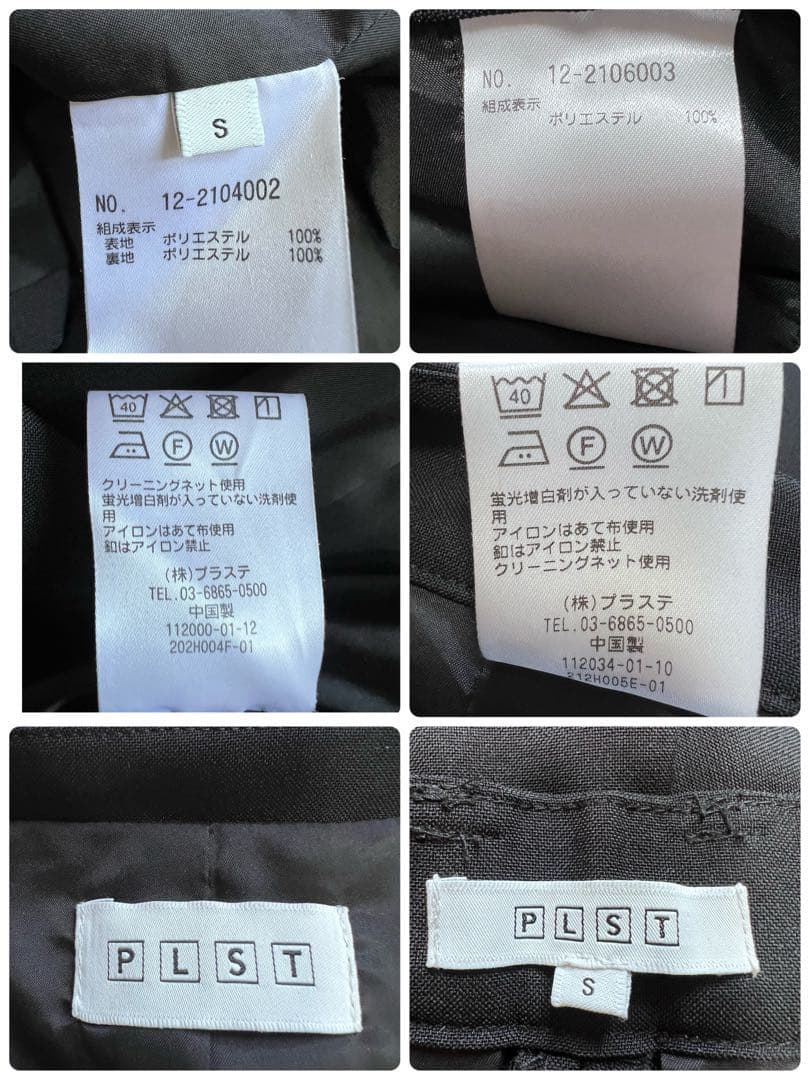 S
NO. 12-2104002
組成表示
表地 ポリエステル 100%
裏地 ポリエステル 100%
NO. 12-2106003
組成表示
ポリエステル 100%
40
F W
クリーニングネット使用
蛍光増白剤が入っていない洗剤使
用
アイロンはあて布使用
釦はアイロン禁止
(株)プラステ
TEL.03-6865-0500
中国製
112000-01-12
202H004F-01
40
F W
蛍光増白剤が入っていない洗剤使
用
アイロンはあて布使用
釦はアイロン禁止
クリーニングネット使用
(株)プラステ
TEL.03-6865-0500
中国製
112034-01-10
212H005E-01
PLST
PLST
S